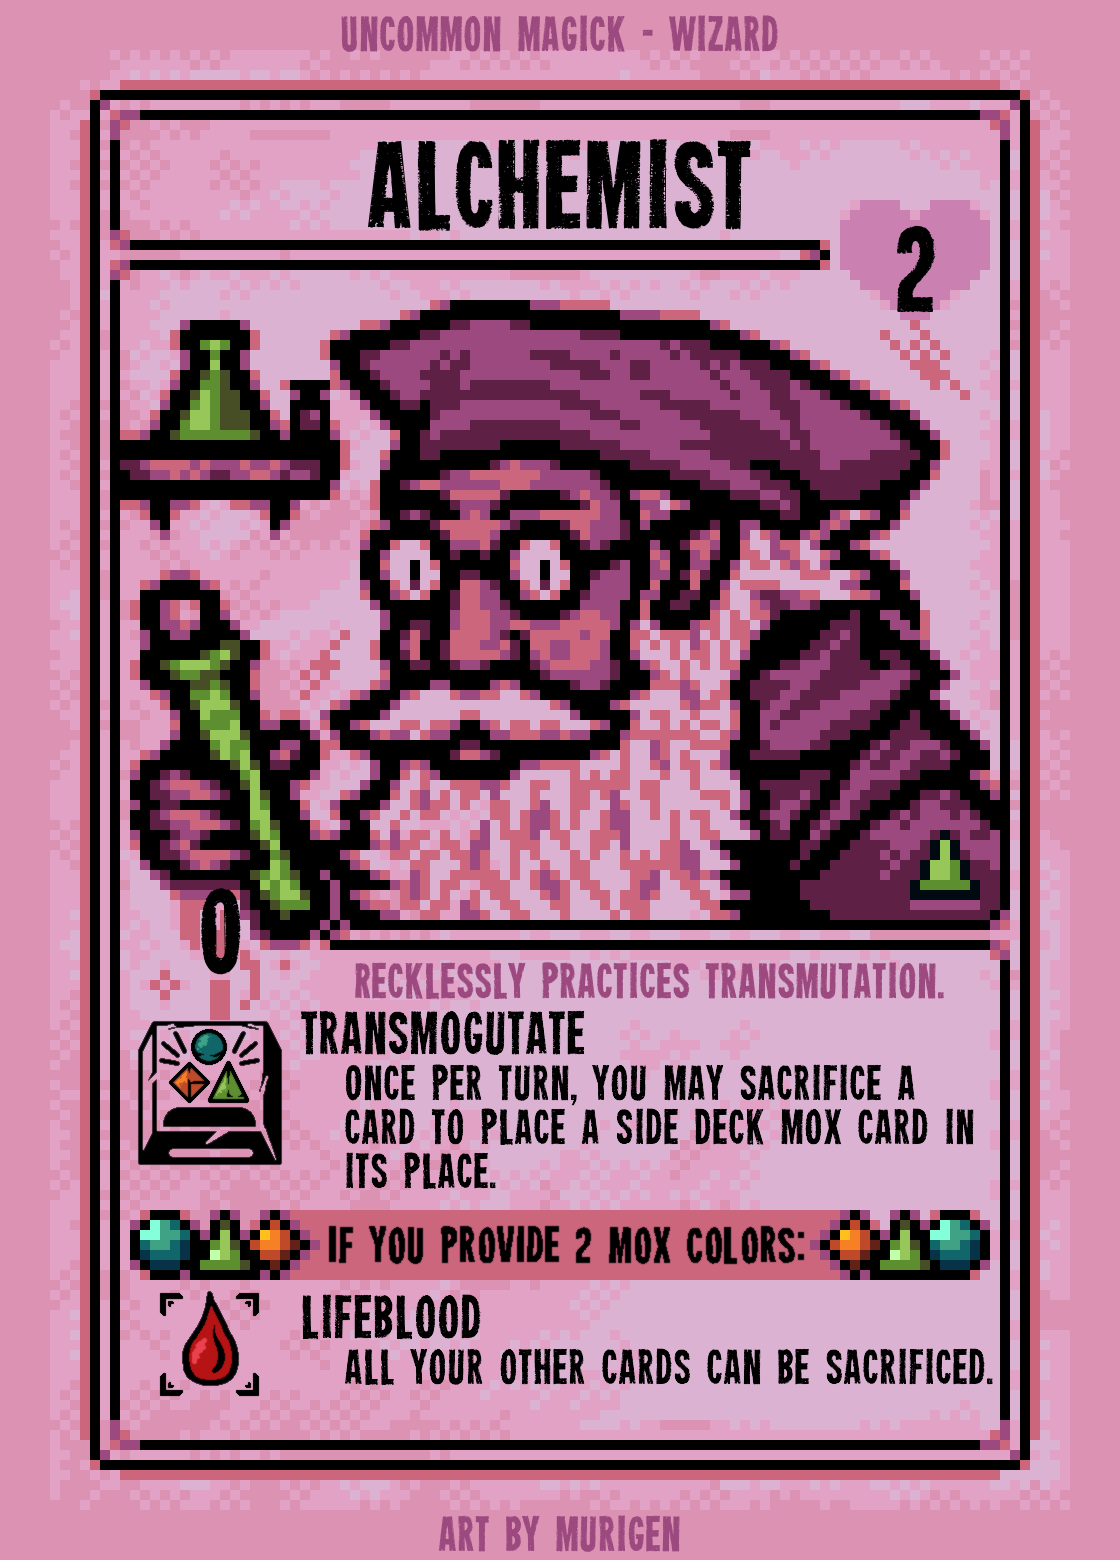 UNCOMMON MAGICK - WIZARD
ALCHEMIST
2
0
RECKLESSLY PRACTICES TRANSMUTATION.
TRANSMOGUTATE
ONCE PER TURN, YOU MAY SACRIFICE A
CARD TO PLACE A SIDE DECK MOX CARD IN
ITS PLACE.
IF YOU PROVIDE 2 MOX COLORS:
LIFEBLOOD
ALL YOUR OTHER CARDS CAN BE SACRIFICED.
ART BY MURIGEN